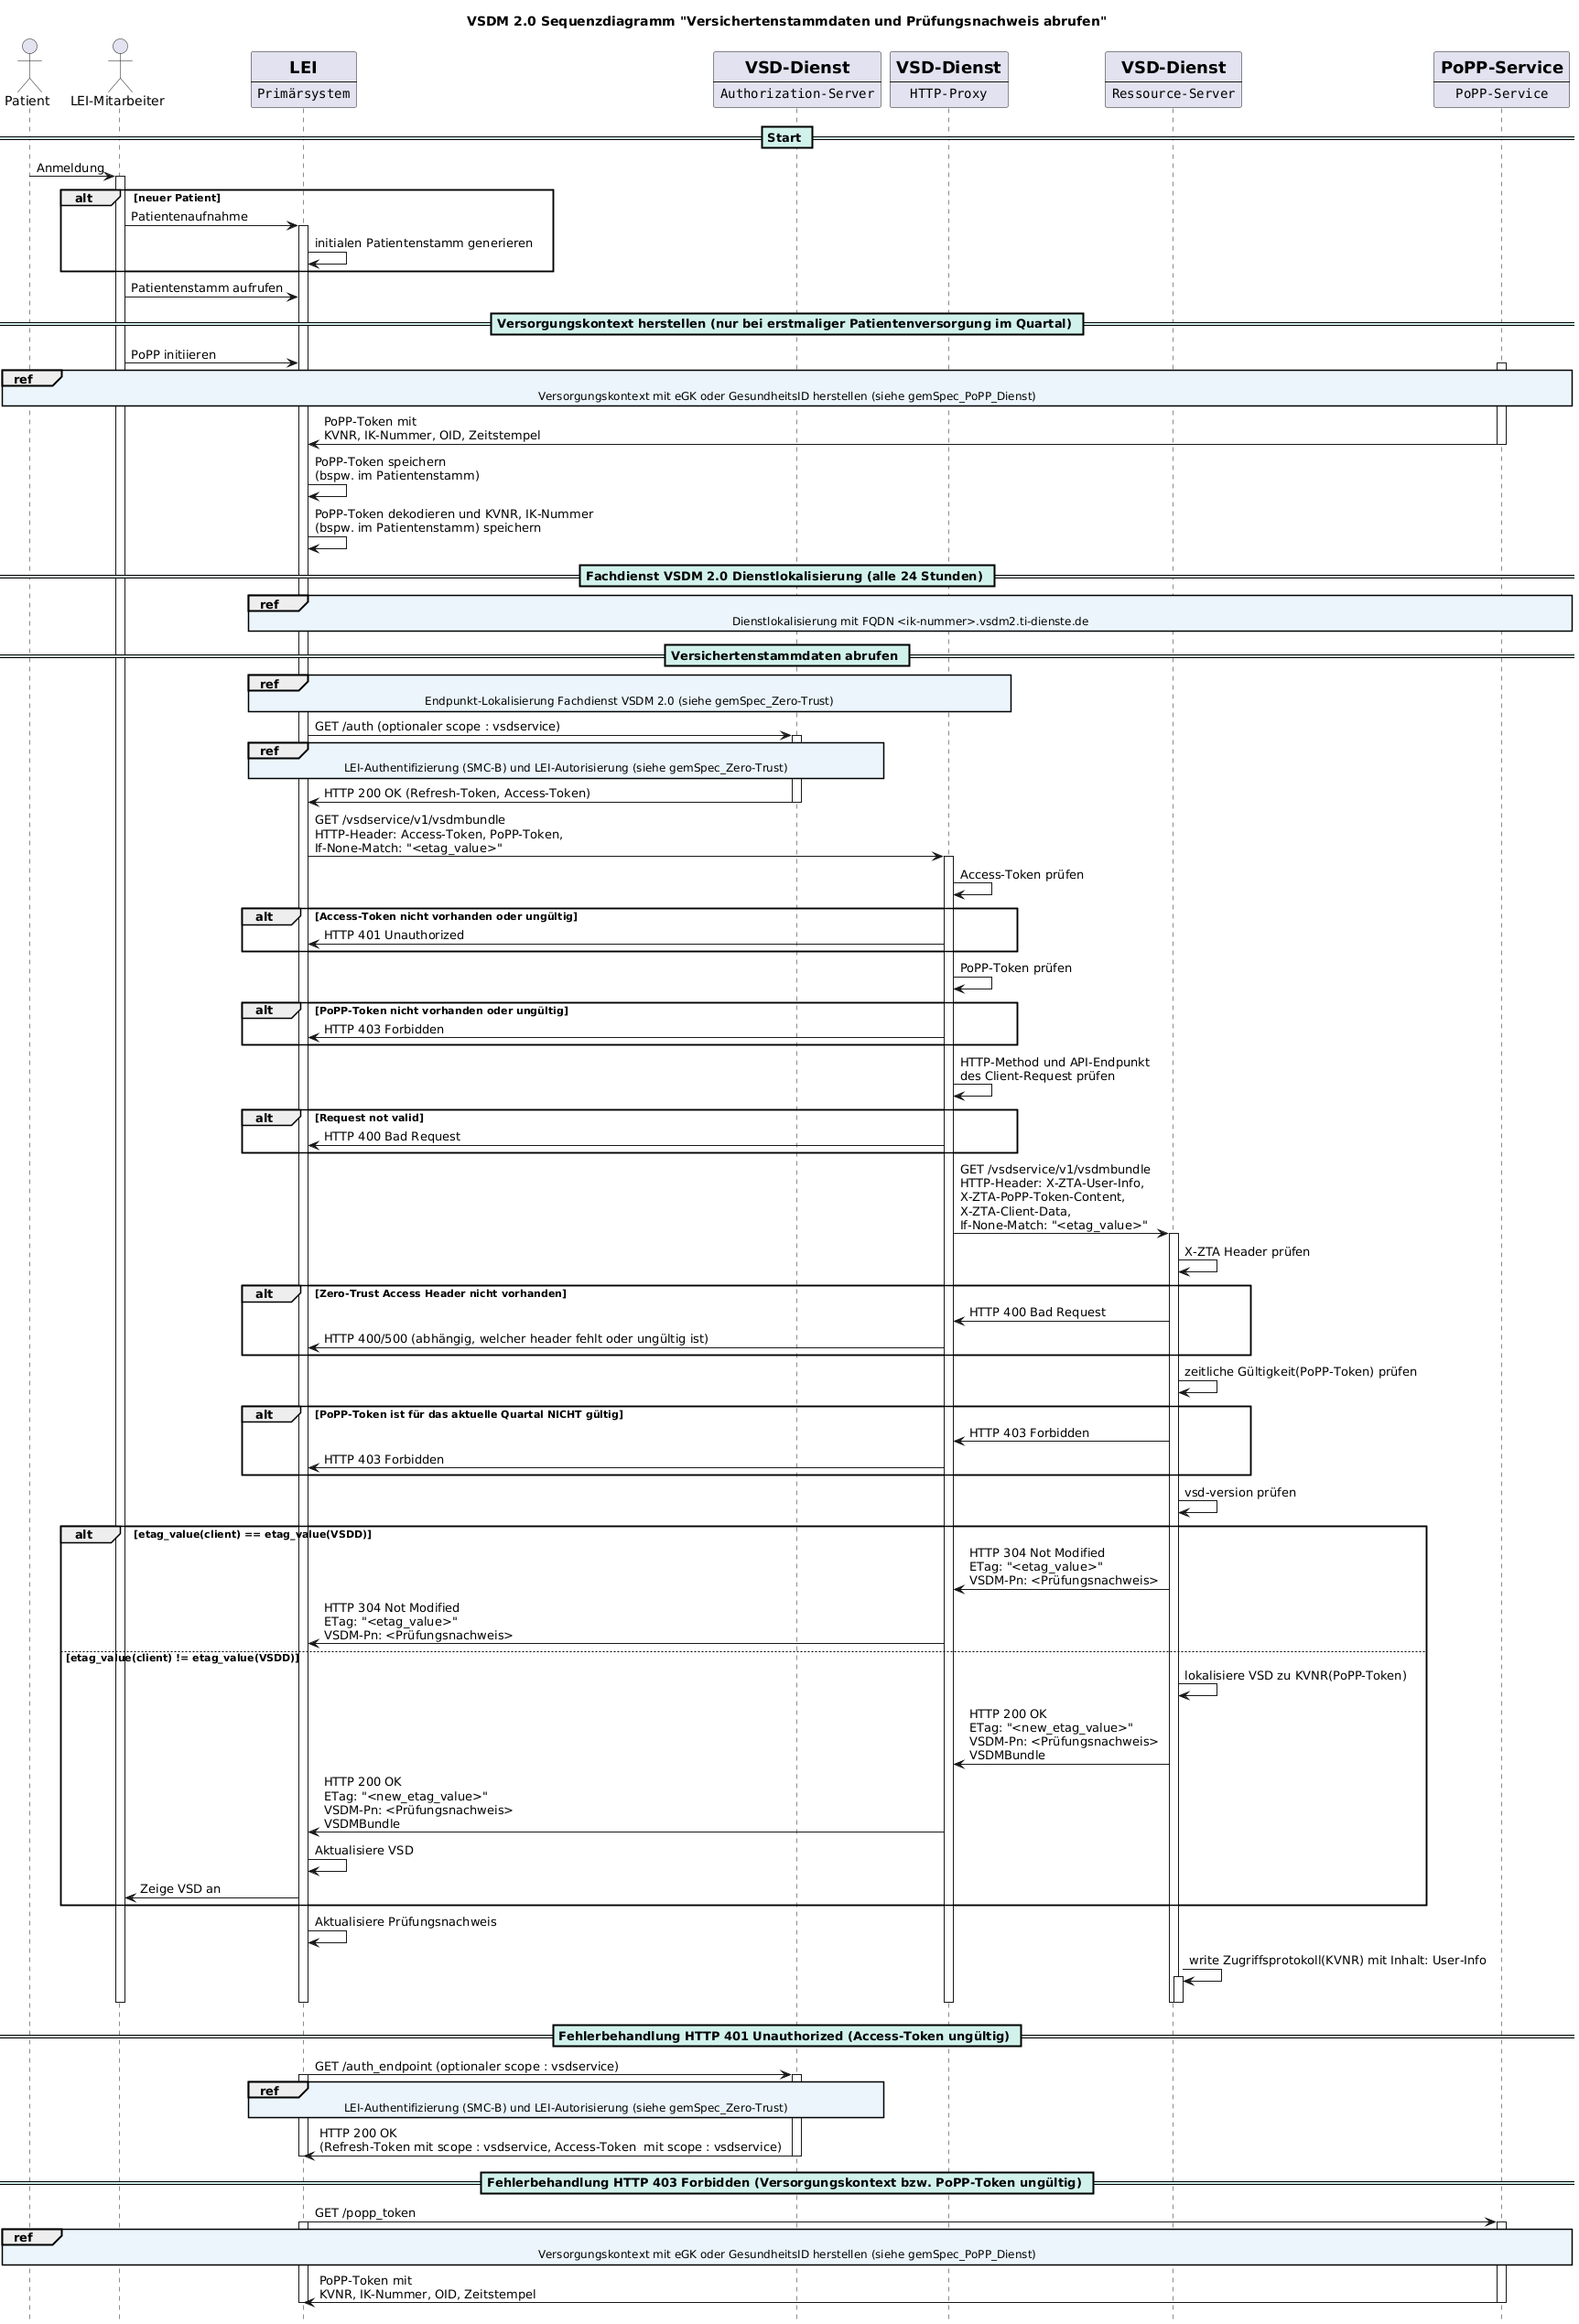 VSDM 2.0 Sequenzdiagramm "Versichertenstammdaten und Prüfungsnachweis abrufen"
Patient
LEI-Mitarbeiter
LEI
Primärsystem
VSD-Dienst
Authorization-Server
VSD-Dienst
HTTP-Proxy
VSD-Dienst
Ressource-Server
PoPP-Service
PoPP-Service
Start
Anmeldung
alt
[neuer Patient]
Patientenaufnahme
initialen Patientenstamm generieren
Patientenstamm aufrufen
Versorgungskontext herstellen (nur bei erstmaliger Patientenversorgung im Quartal)
PoPP initiieren
ref
Versorgungskontext mit eGK oder GesundheitsID herstellen (siehe gemSpec_PoPP_Dienst)
PoPP-Token mit
KVNR, IK-Nummer, OID, Zeitstempel
PoPP-Token speichern
(bspw. im Patientenstamm)
PoPP-Token dekodieren und KVNR, IK-Nummer
(bspw. im Patientenstamm) speichern
Fachdienst VSDM 2.0 Dienstlokalisierung (alle 24 Stunden)
ref
Dienstlokalisierung mit FQDN <ik-nummer>.vsdm2.ti-dienste.de
Versichertenstammdaten abrufen
ref
Endpunkt-Lokalisierung Fachdienst VSDM 2.0 (siehe gemSpec_Zero-Trust)
GET /auth (optionaler scope : vsdservice)
ref
LEI-Authentifizierung (SMC-B) und LEI-Autorisierung (siehe gemSpec_Zero-Trust)
HTTP 200 OK (Refresh-Token, Access-Token)
GET /vsdservice/v1/vsdmbundle
HTTP-Header: Access-Token, PoPP-Token,
If-None-Match: "<etag_value>"
Access-Token prüfen
alt
[Access-Token nicht vorhanden oder ungültig]
HTTP 401 Unauthorized
PoPP-Token prüfen
alt
[PoPP-Token nicht vorhanden oder ungültig]
HTTP 403 Forbidden
HTTP-Method und API-Endpunkt
des Client-Request prüfen
alt
[Request not valid]
HTTP 400 Bad Request
GET /vsdservice/v1/vsdmbundle
HTTP-Header: X-ZTA-User-Info,
X-ZTA-PoPP-Token-Content,
X-ZTA-Client-Data,
If-None-Match: "<etag_value>"
X-ZTA Header prüfen
alt
[Zero-Trust Access Header nicht vorhanden]
HTTP 400 Bad Request
HTTP 400/500 (abhängig, welcher header fehlt oder ungültig ist)
zeitliche Gültigkeit(PoPP-Token) prüfen
alt
[PoPP-Token ist für das aktuelle Quartal NICHT gültig]
HTTP 403 Forbidden
HTTP 403 Forbidden
vsd-version prüfen
alt
[etag_value(client) == etag_value(VSDD)]
HTTP 304 Not Modified
ETag: "<etag_value>"
VSDM-Pn: <Prüfungsnachweis>
HTTP 304 Not Modified
ETag: "<etag_value>"
VSDM-Pn: <Prüfungsnachweis>
[etag_value(client) != etag_value(VSDD)]
lokalisiere VSD zu KVNR(PoPP-Token)
HTTP 200 OK
ETag: "<new_etag_value>"
VSDM-Pn: <Prüfungsnachweis>
VSDMBundle
HTTP 200 OK
ETag: "<new_etag_value>"
VSDM-Pn: <Prüfungsnachweis>
VSDMBundle
Aktualisiere VSD
Zeige VSD an
Aktualisiere Prüfungsnachweis
write Zugriffsprotokoll(KVNR) mit Inhalt: User-Info
Fehlerbehandlung HTTP 401 Unauthorized (Access-Token ungültig)
GET /auth_endpoint (optionaler scope : vsdservice)
ref
LEI-Authentifizierung (SMC-B) und LEI-Autorisierung (siehe gemSpec_Zero-Trust)
HTTP 200 OK
(Refresh-Token mit scope : vsdservice, Access-Token  mit scope : vsdservice)
Fehlerbehandlung HTTP 403 Forbidden (Versorgungskontext bzw. PoPP-Token ungültig)
GET /popp_token
ref
Versorgungskontext mit eGK oder GesundheitsID herstellen (siehe gemSpec_PoPP_Dienst)
PoPP-Token mit
KVNR, IK-Nummer, OID, Zeitstempel